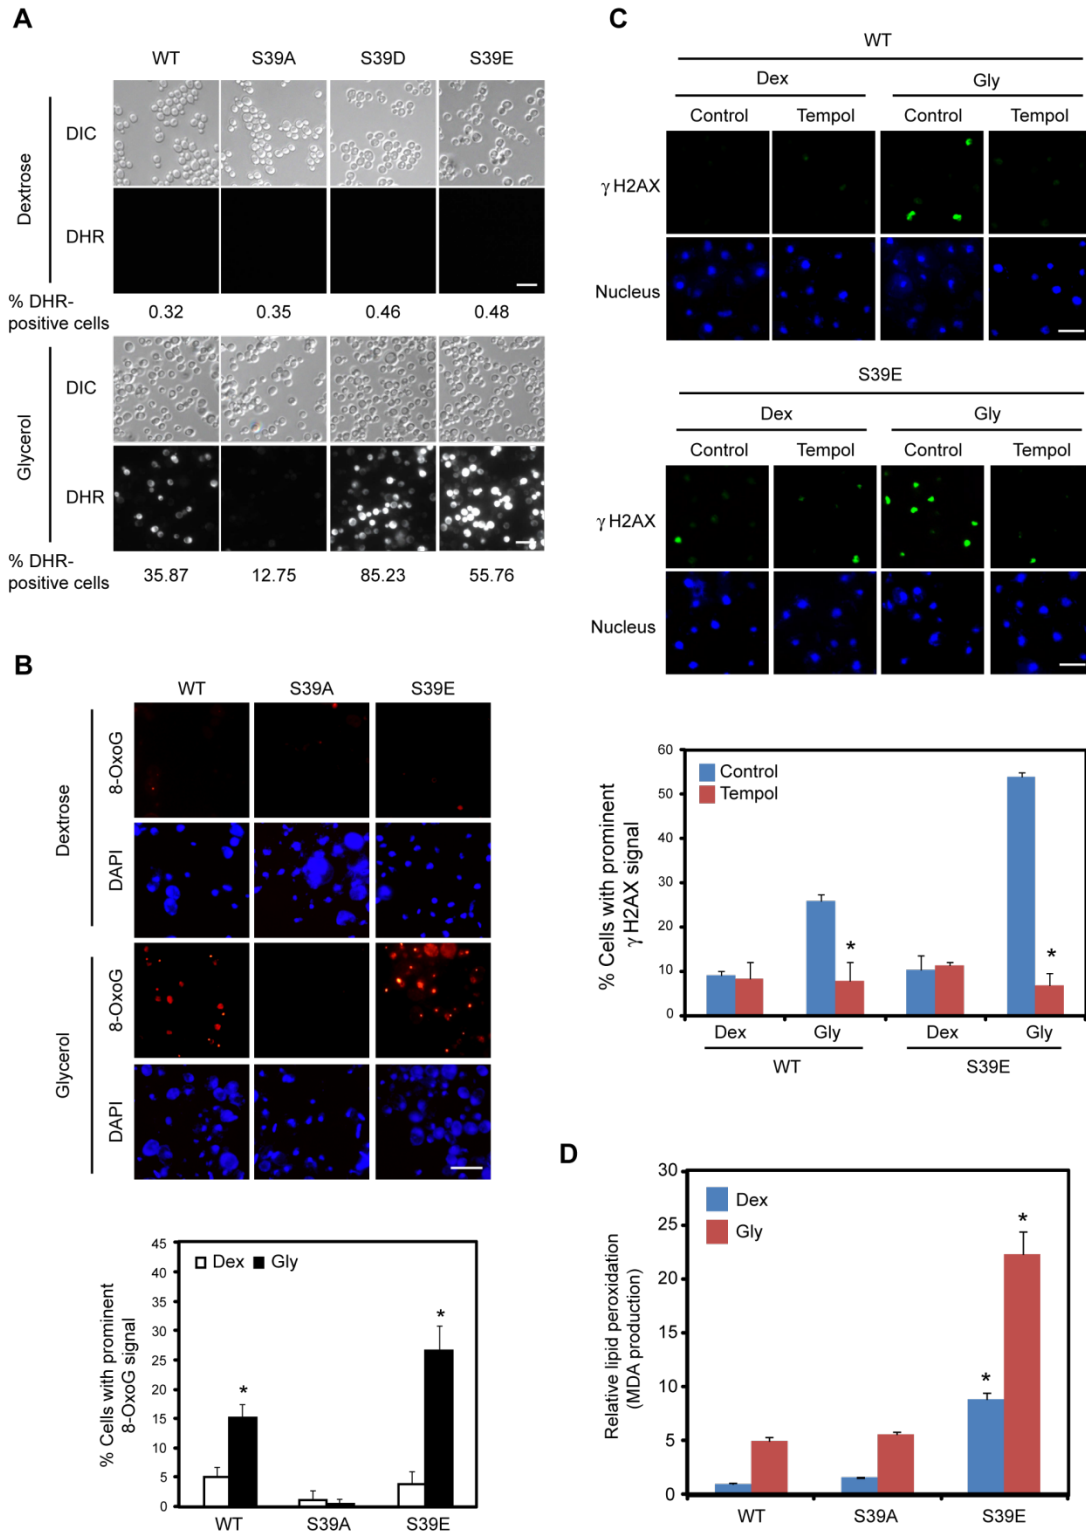 A
WT S39A S39D S39E
Dextrose
DIC
DHR
% DHR-
positive cells
0.32 0.35 0.46 0.48
Glycerol
DIC
DHR
% DHR-
positive cells
35.87 12.75 85.23 55.76
B
WT S39A S39E
Dextrose
8-OxoG
DAPI
Glycerol
8-OxoG
DAPI
% Cells with prominent
8-OxoG signal
45
40
35
30
25
20
15
10
5
0
Dex Gly
*
*
WT S39A S39E
C
WT
Dex Gly
Control Tempol Control Tempol
γ H2AX
Nucleus
S39E
Dex Gly
Control Tempol Control Tempol
γ H2AX
Nucleus
% Cells with prominent
γ H2AX signal
60
50
40
30
20
10
0
Control
Tempol
*
*
Dex Gly Dex Gly
WT S39E
D
Relative lipid peroxidation
(MDA production)
30
25
20
15
10
5
0
Dex
Gly
*
*
WT S39A S39E